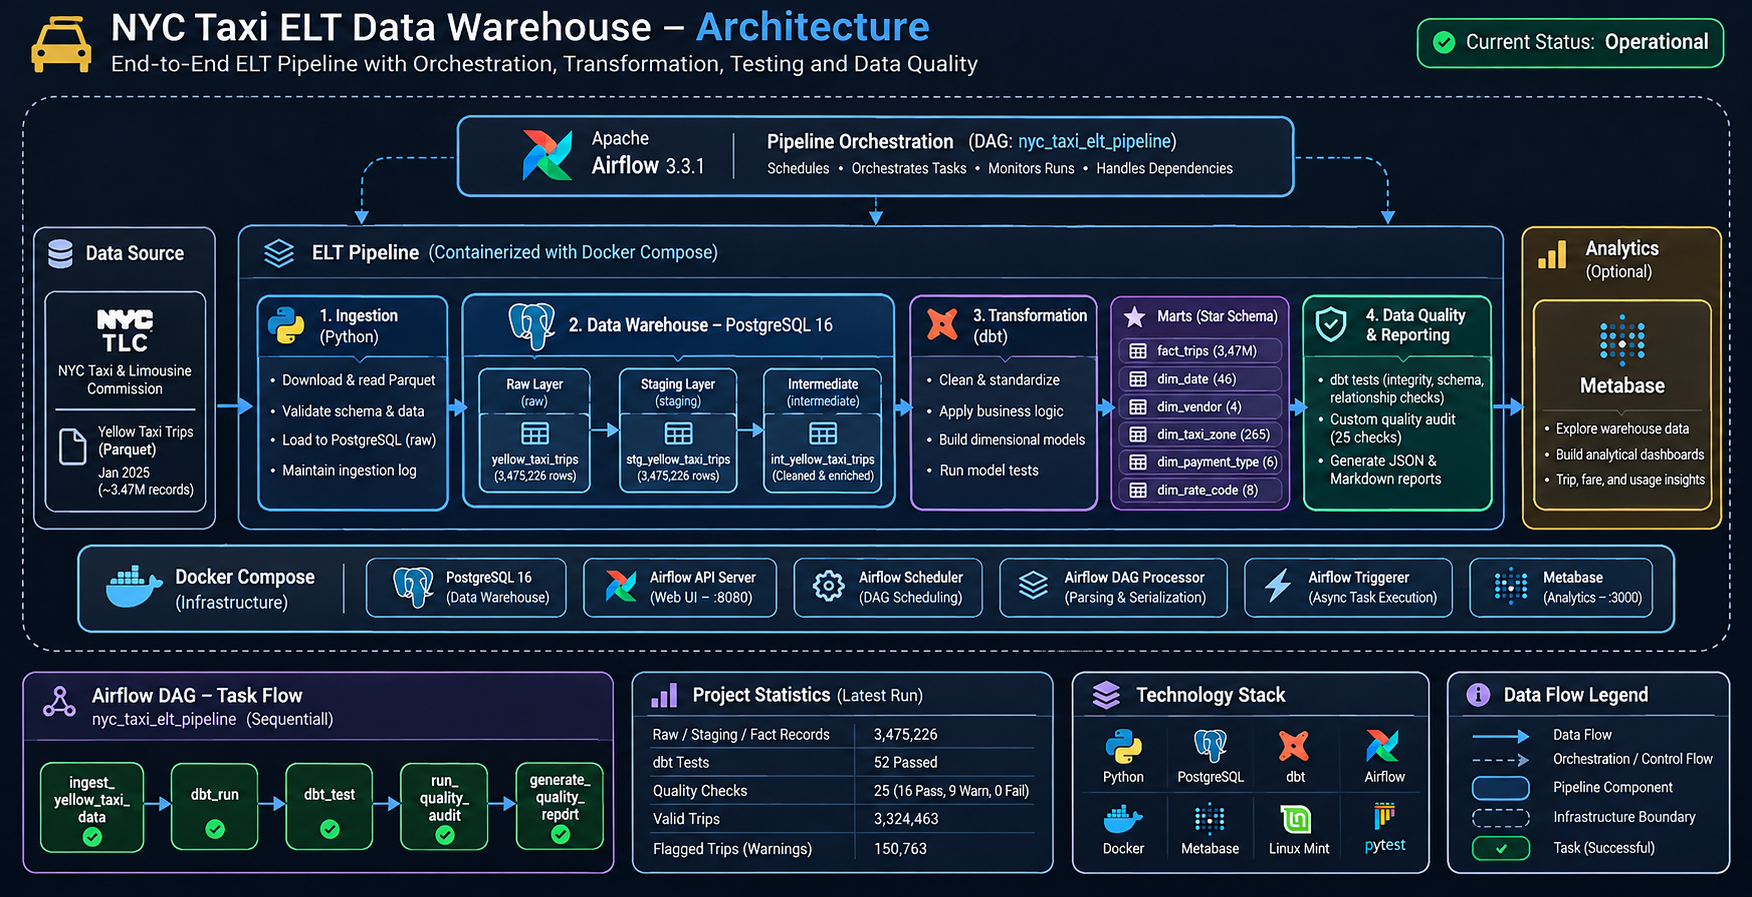 NYC Taxi ELT Data Warehouse – Architecture
End-to-End ELT Pipeline with Orchestration, Transformation, Testing and Data Quality
Current Status: Operational
Apache
Airflow 3.3.1
Pipeline Orchestration (DAG: nyc_taxi_elt_pipeline)
Schedules • Orchestrates Tasks • Monitors Runs • Handles Dependencies
Data Source
NYC
TLC
NYC Taxi & Limousine
Commission
Yellow Taxi Trips
(Parquet)
Jan 2025
(~3.47M records)
ELT Pipeline (Containerized with Docker Compose)
1. Ingestion
(Python)
• Download & read Parquet
• Validate schema & data
• Load to PostgreSQL (raw)
• Maintain ingestion log
2. Data Warehouse – PostgreSQL 16
Raw Layer
(raw)
yellow_taxi_trips
(3,475,226 rows)
Staging Layer
(staging)
stg_yellow_taxi_trips
(3,475,226 rows)
Intermediate
(intermediate)
int_yellow_taxi_trips
(Cleaned & enriched)
3. Transformation
(dbt)
• Clean & standardize
• Apply business logic
• Build dimensional models
• Run model tests
Marts (Star Schema)
fact_trips (3,47M)
dim_date (46)
dim_vendor (4)
dim_taxi_zone (265)
dim_payment_type (6)
dim_rate_code (8)
4. Data Quality
& Reporting
• dbt tests (integrity, schema,
relationship checks)
• Custom quality audit
(25 checks)
• Generate JSON &
Markdown reports
Analytics
(Optional)
Metabase
• Explore warehouse data
• Build analytical dashboards
• Trip, fare, and usage insights
Docker Compose
(Infrastructure)
PostgreSQL 16
(Data Warehouse)
Airflow API Server
(Web UI – :8080)
Airflow Scheduler
(DAG Scheduling)
Airflow DAG Processor
(Parsing & Serialization)
Airflow Triggerer
(Async Task Execution)
Metabase
(Analytics – :3000)
Airflow DAG – Task Flow
nyc_taxi_elt_pipeline (Sequentiall)
ingest_
yellow_taxi_
data
dbt_run
dbt_test
run_
quality_
audit
generate_
quality_
repdrt
Project Statistics (Latest Run)
Raw / Staging / Fact Records 3,475,226
dbt Tests 52 Passed
Quality Checks 25 (16 Pass, 9 Warn, 0 Fail)
Valid Trips 3,324,463
Flagged Trips (Warnings) 150,763
Technology Stack
Python
PostgreSQL
dbt
Airflow
Docker
Metabase
Linux Mint
pytest
Data Flow Legend
Data Flow
Orchestration / Control Flow
Pipeline Component
Infrastructure Boundary
Task (Successful)